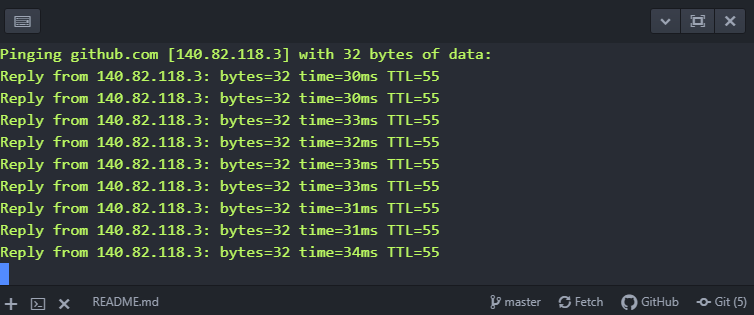 Pinging github.com [140.82.118.3] with 32 bytes of data:
Reply from 140.82.118.3: bytes=32 time=30ms TTL=55
Reply from 140.82.118.3: bytes=32 time=30ms TTL=55
Reply from 140.82.118.3: bytes=32 time=33ms TTL=55
Reply from 140.82.118.3: bytes=32 time=32ms TTL=55
Reply from 140.82.118.3: bytes=32 time=33ms TTL=55
Reply from 140.82.118.3: bytes=32 time=33ms TTL=55
Reply from 140.82.118.3: bytes=32 time=31ms TTL=55
Reply from 140.82.118.3: bytes=32 time=31ms TTL=55
Reply from 140.82.118.3: bytes=32 time=34ms TTL=55
README.md master Fetch GitHub Git (5)